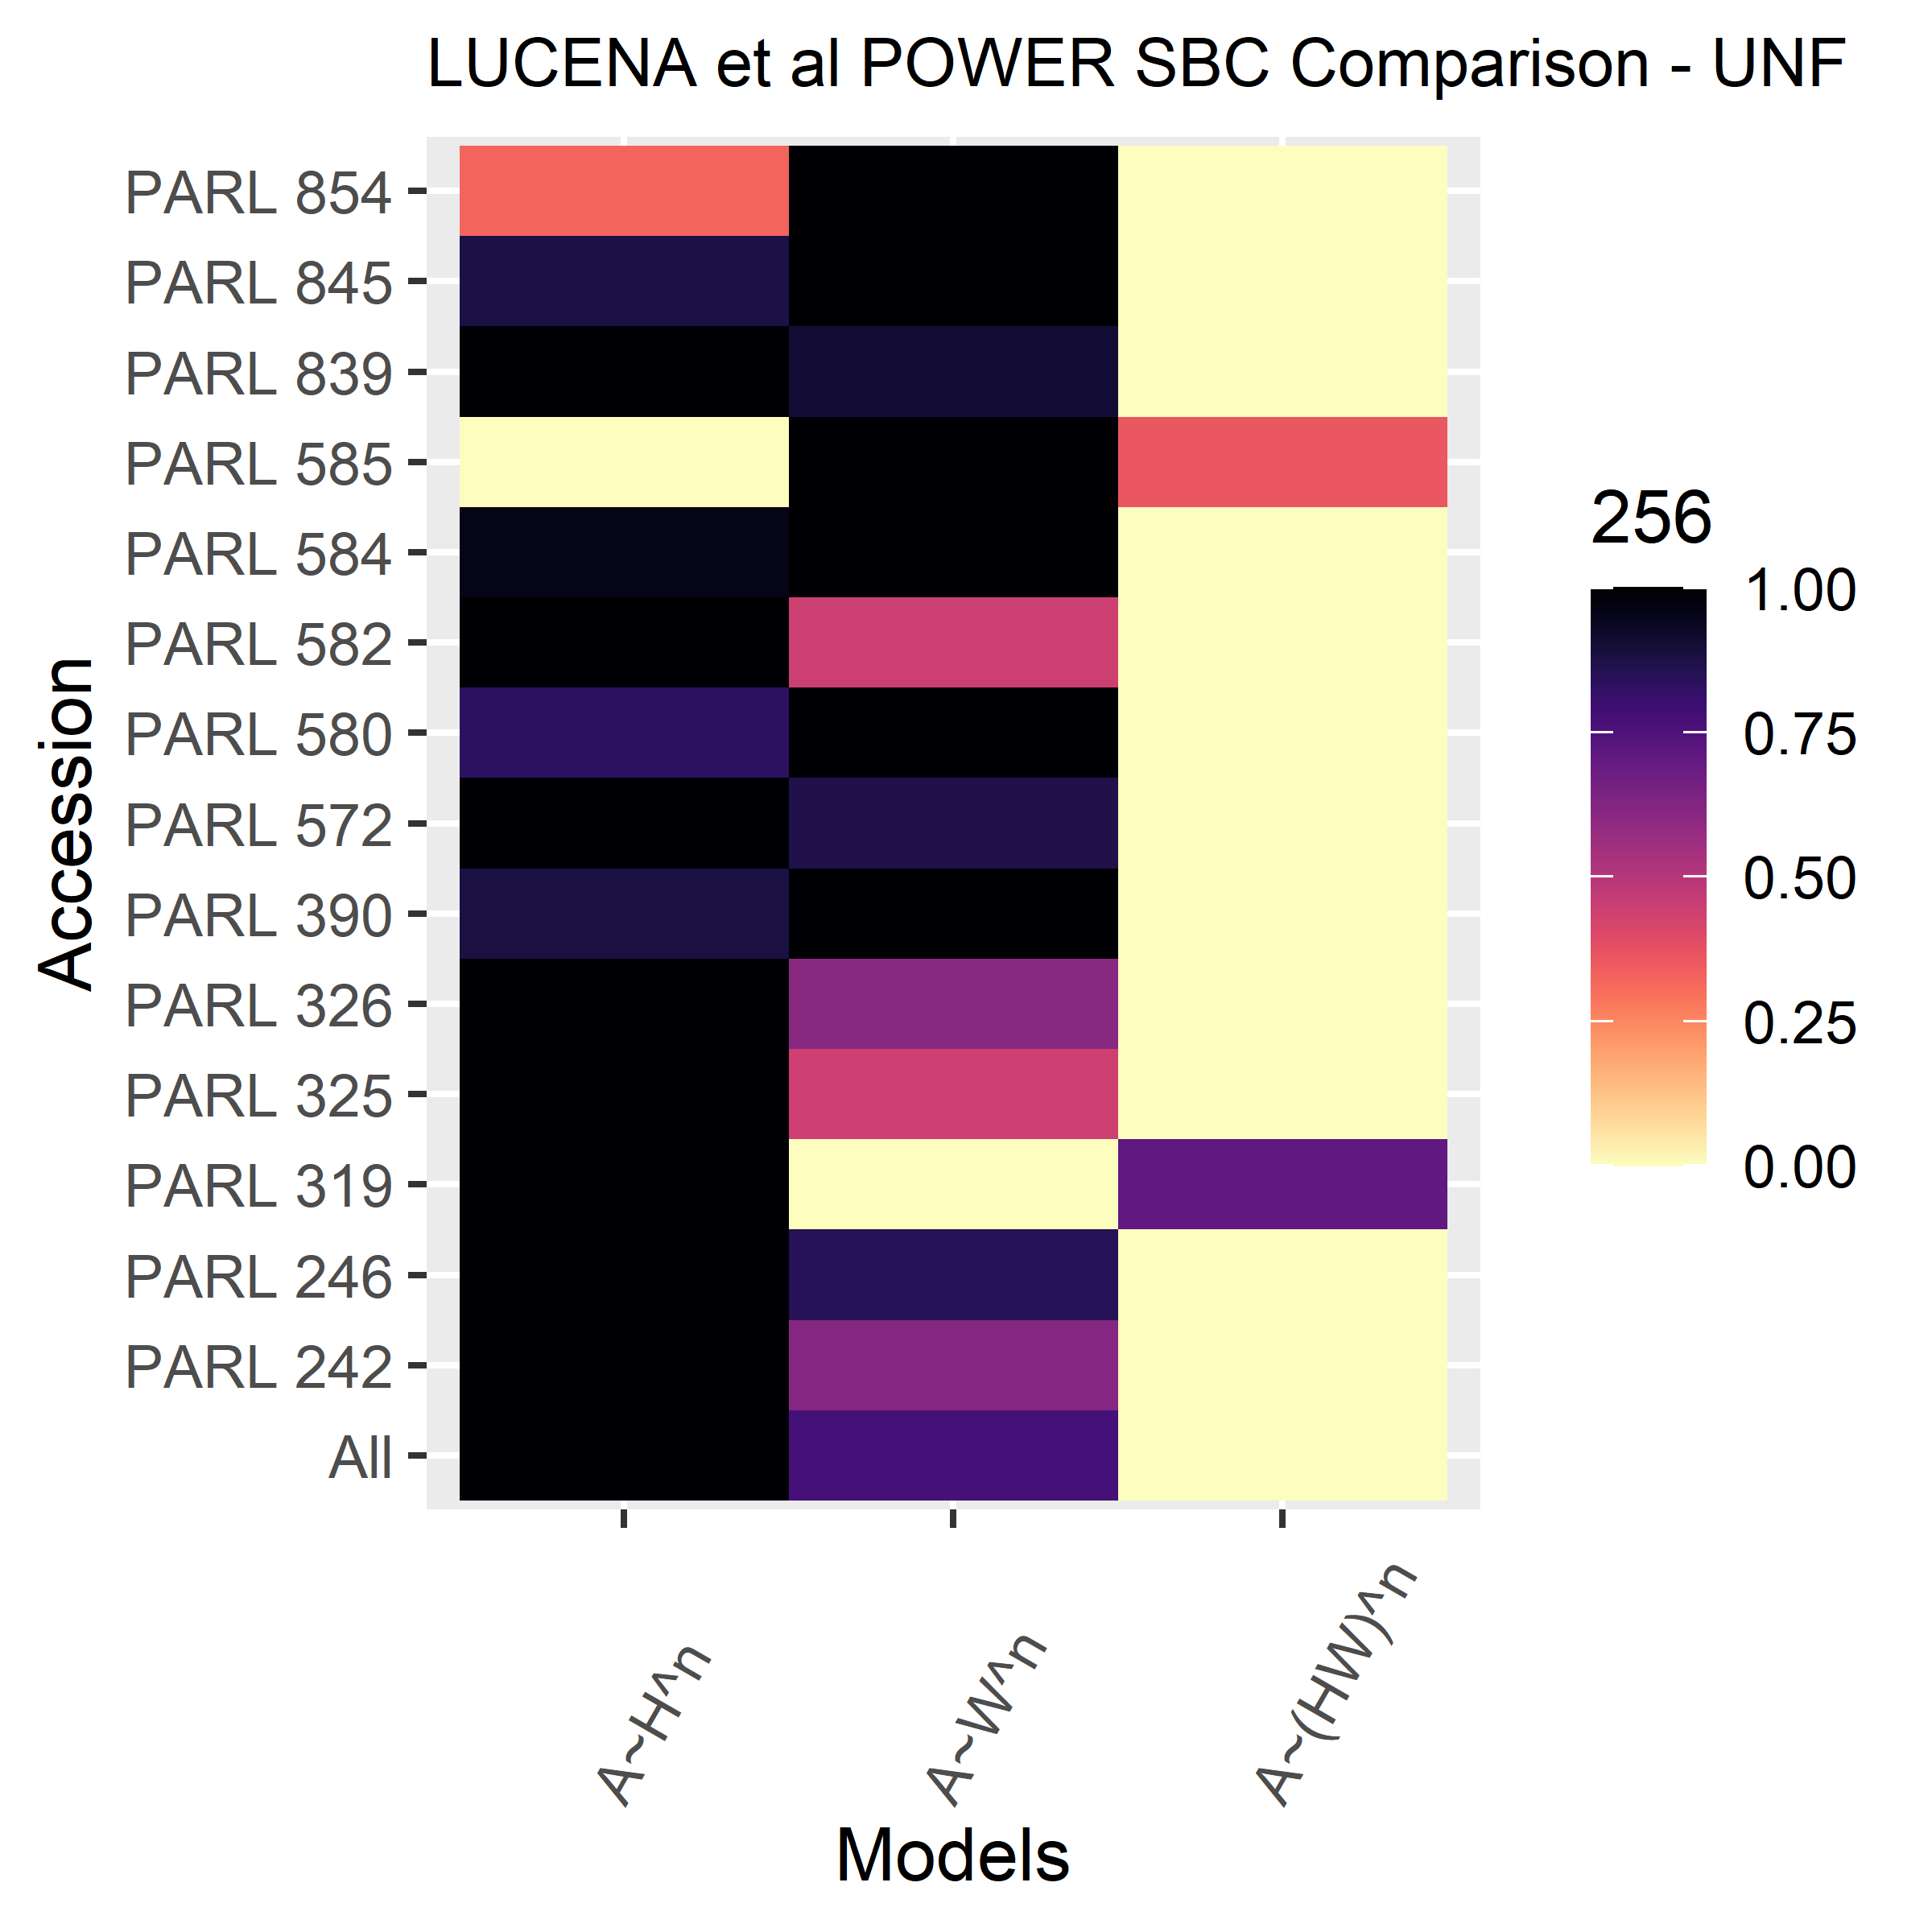 LUCENA et al POWER SBC Comparison - UNF
Accession
PARL 854
PARL 845
PARL 839
PARL 585
PARL 584
PARL 582
PARL 580
PARL 572
PARL 390
PARL 326
PARL 325
PARL 319
PARL 246
PARL 242
All
A~H^n
A~W^n
A~(HW)^n
Models
256
1.00
0.75
0.50
0.25
0.00